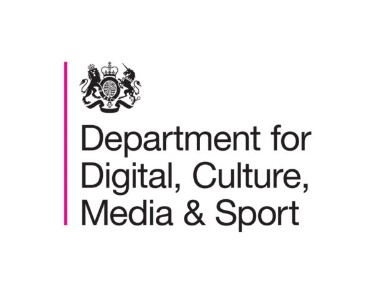 Department for
Digital, Culture,
Media & Sport